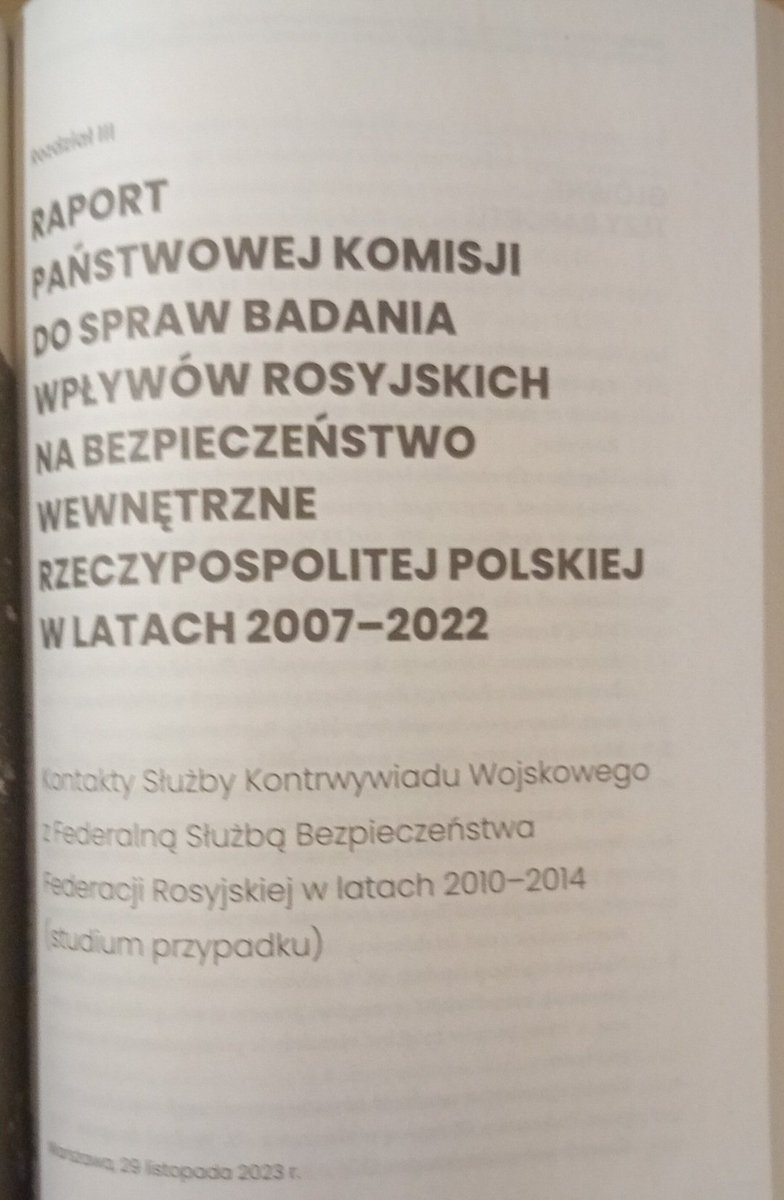 Rozdział III
RAPORT
PAŃSTWOWEJ KOMISJI
DO SPRAW BADANIA
WPŁYWÓW ROSYJSKICH
NA BEZPIECZEŃSTWO
WEWNĘTRZNE
RZECZYPOSPOLITEJ POLSKIEJ
W LATACH 2007–2022
Kontakty Służby Kontrwywiadu Wojskowego
z Federalną Służbą Bezpieczeństwa
Federacji Rosyjskiej w latach 2010–2014
(studium przypadku)
Warszawa, 29 listopada 2023 r.